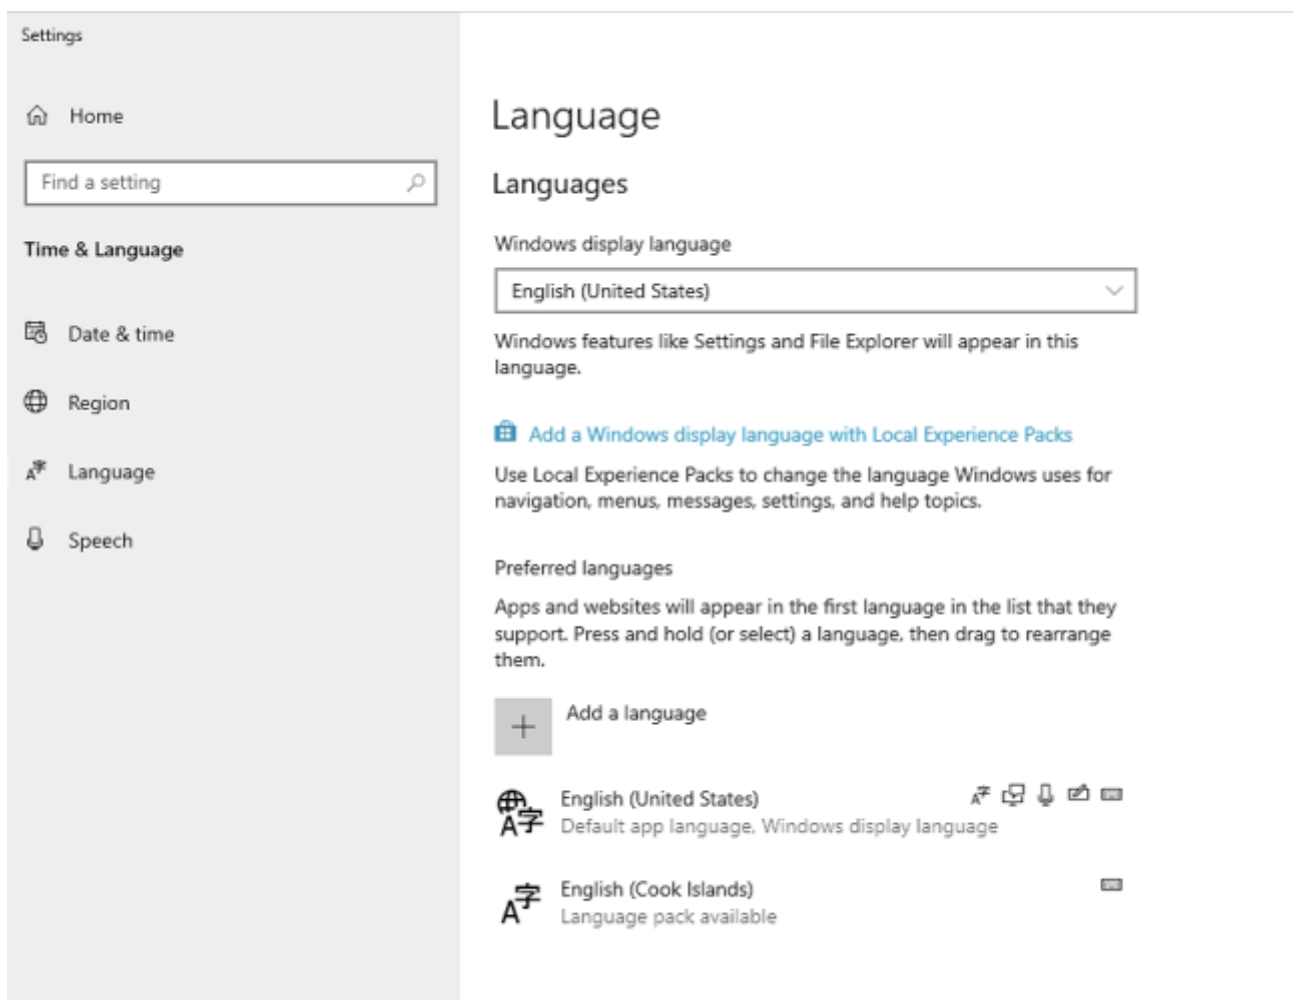 Settings
Home
Find a setting
Time & Language
Date & time
Region
Language
Speech
Language
Languages
Windows display language
English (United States)
Windows features like Settings and File Explorer will appear in this
language.
Add a Windows display language with Local Experience Packs
Use Local Experience Packs to change the language Windows uses for
navigation, menus, messages, settings, and help topics.
Preferred languages
Apps and websites will appear in the first language in the list that they
support. Press and hold (or select) a language, then drag to rearrange
them.
Add a language
English (United States)
Default app language, Windows display language
English (Cook Islands)
Language pack available